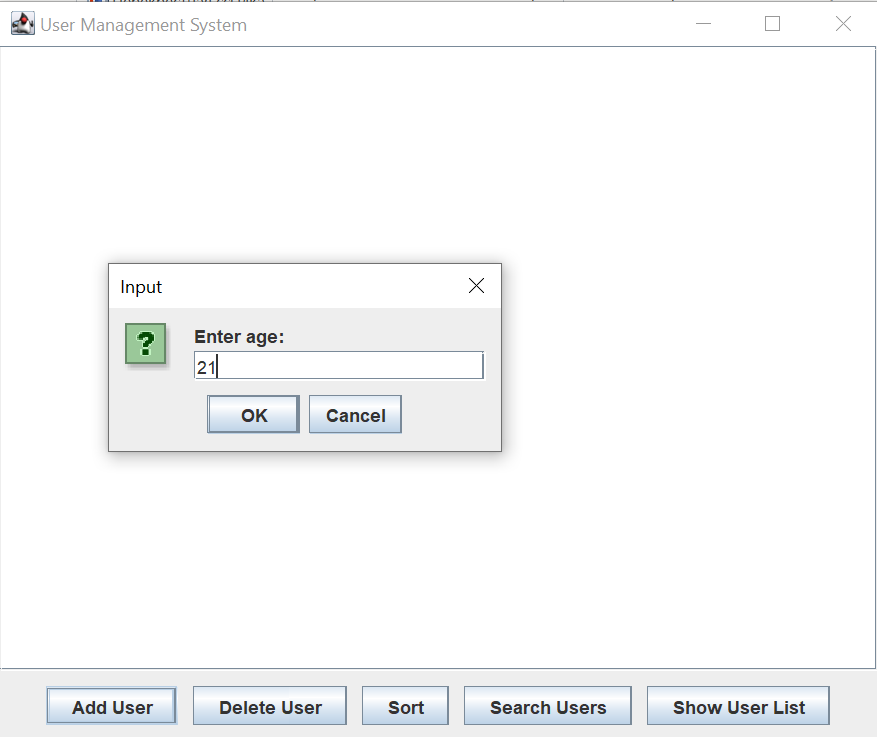 User Management System
Input
?
Enter age:
21
OK Cancel
Add User Delete User Sort Search Users Show User List